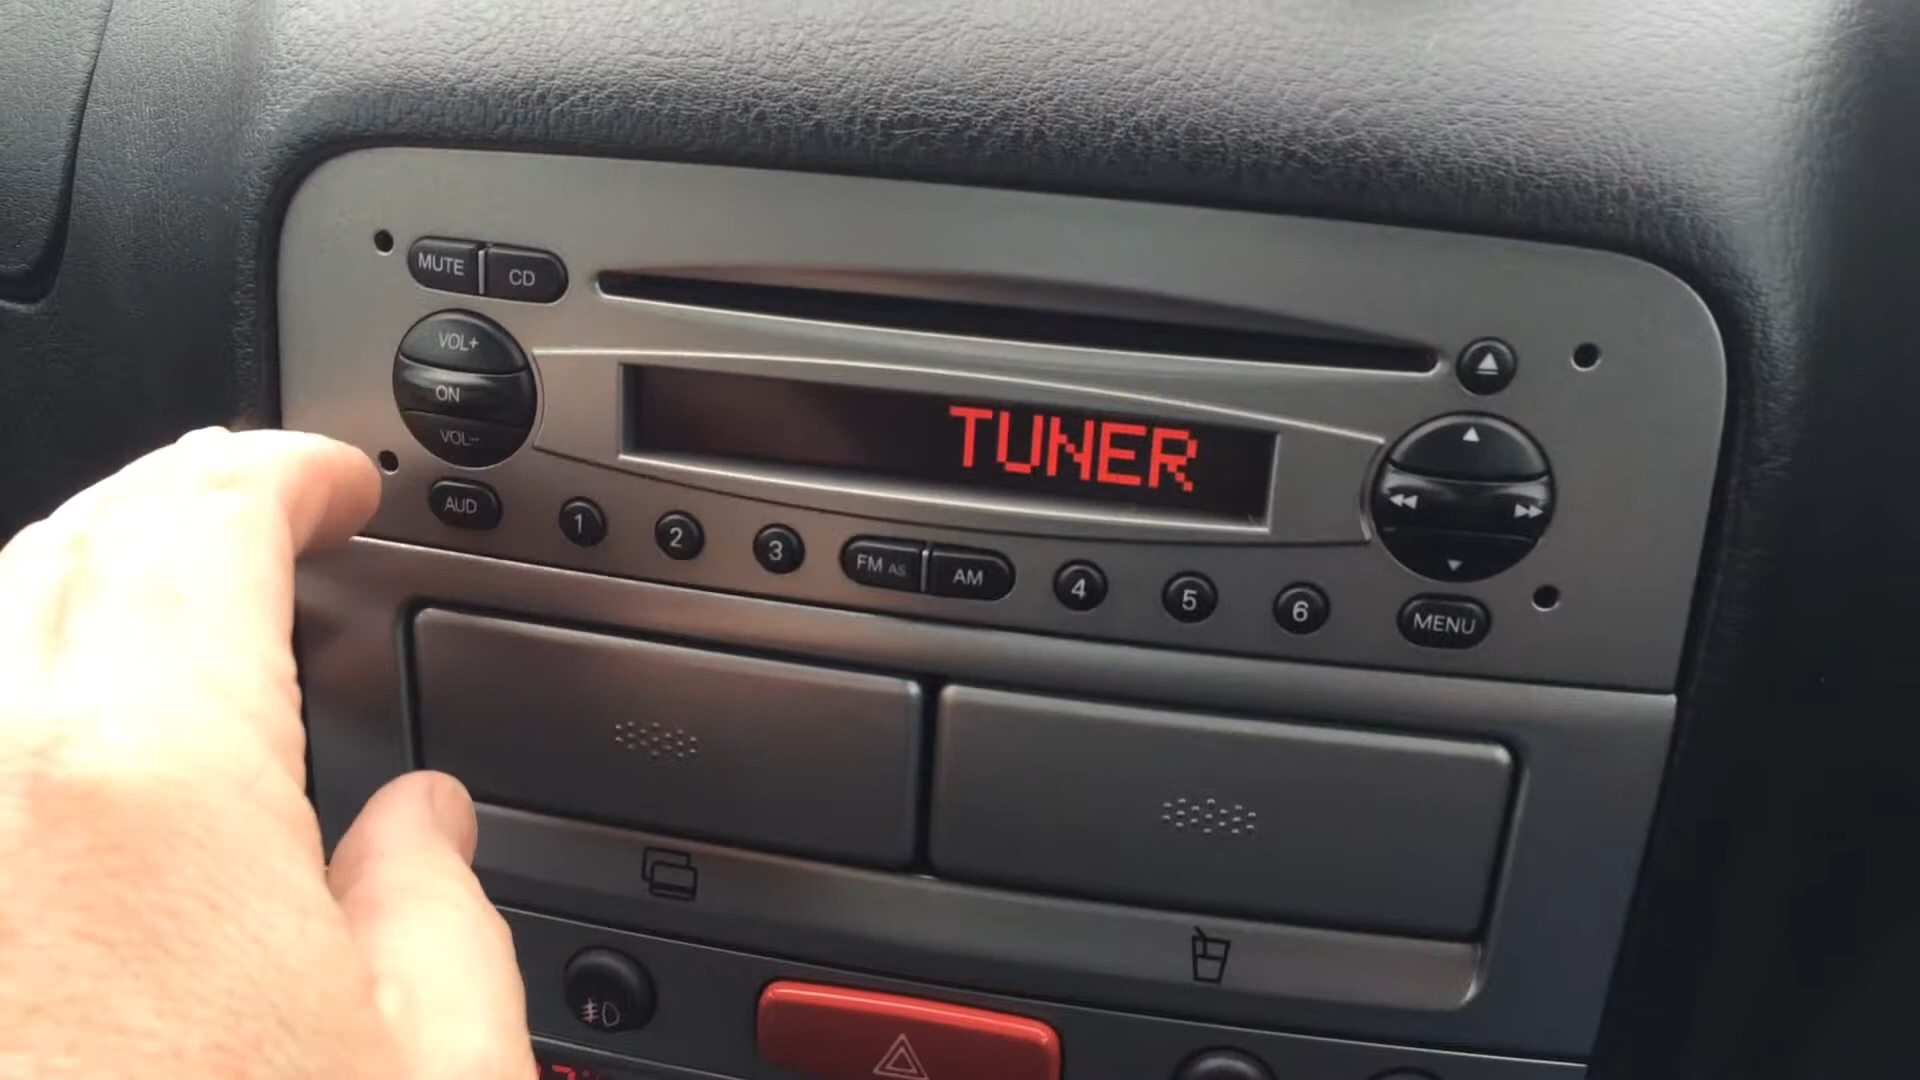 MUTE CD
VOL+
ON
VOL-
TUNER
AUD 1 2 3 FM AS AM 4 5 6 MENU